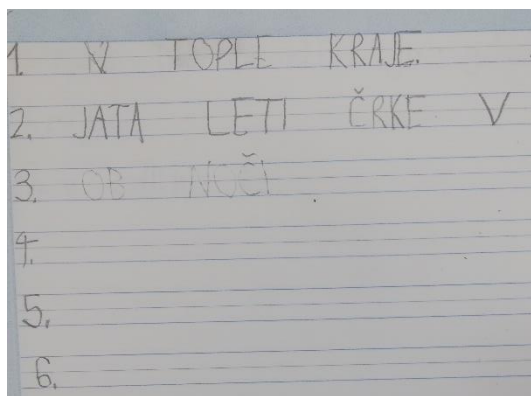 1. V TOPLE KRAJE.
2. JATA LETI ČRKE V
3. OB NOČI
4.
5.
6.